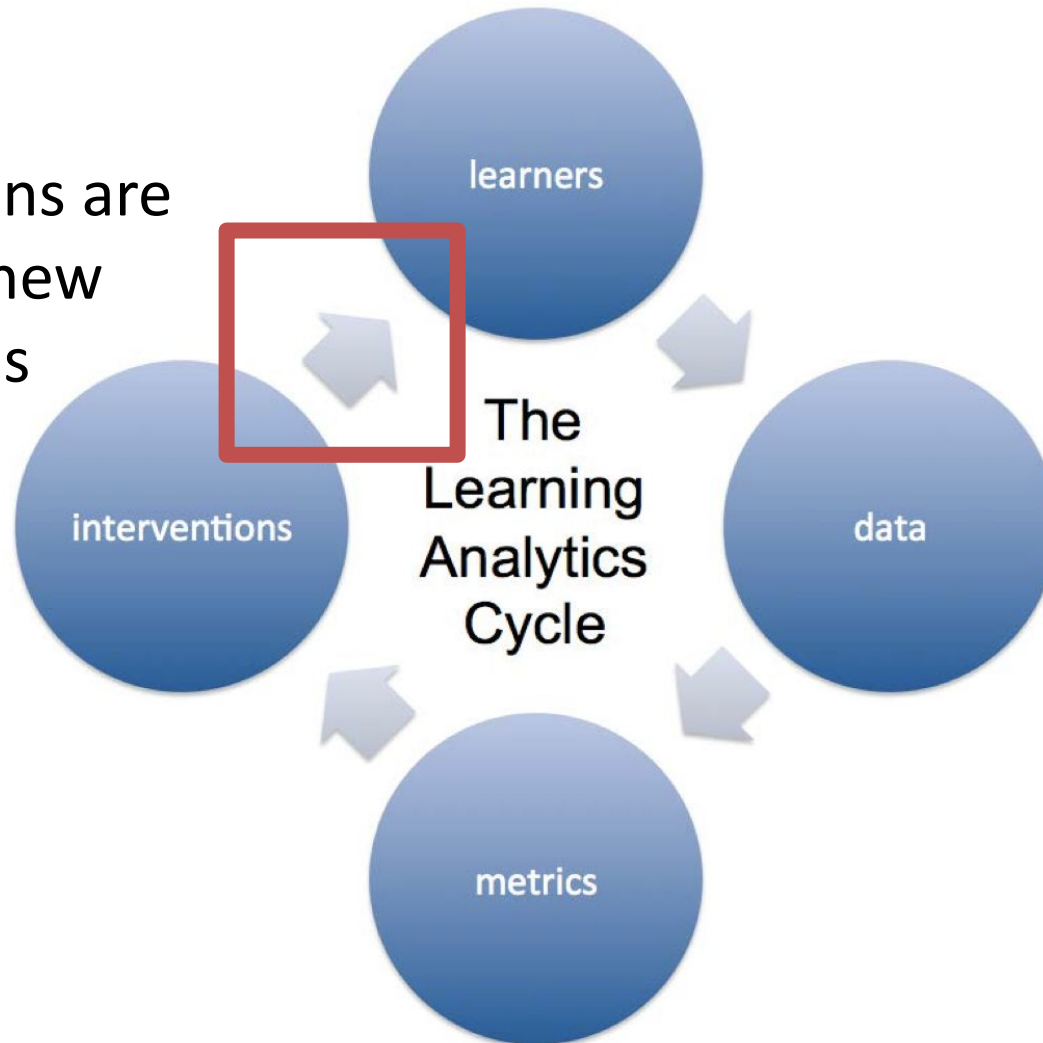 learners
ns are
new
s
The
Learning
Analytics
Cycle
interventions
data
metrics